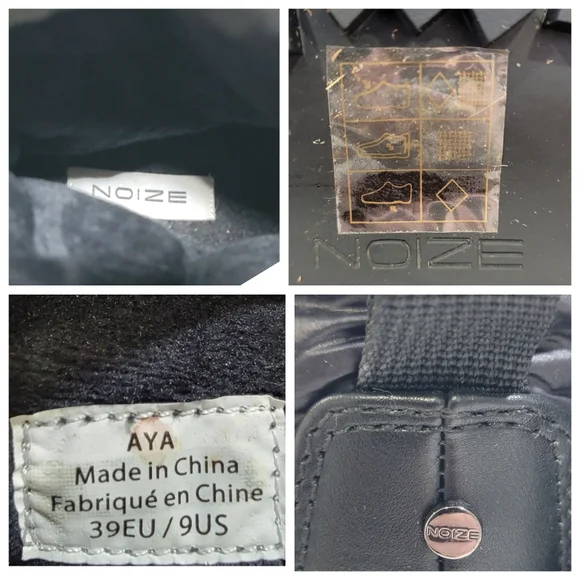 NOIZE
NOIZE
AYA
Made in China
Fabriqué en Chine
39EU / 9US
NOIZE